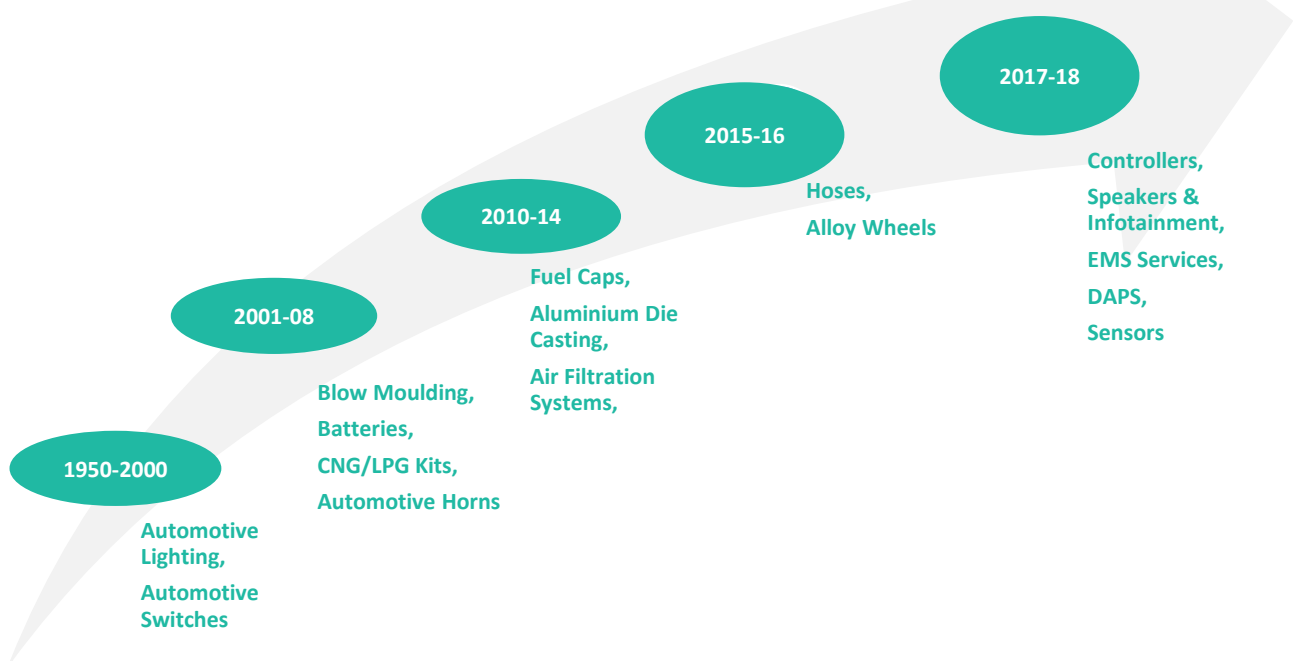 1950-2000
Automotive
Lighting,
Automotive
Switches
2001-08
Blow Moulding,
Batteries,
CNG/LPG Kits,
Automotive Horns
2010-14
Fuel Caps,
Aluminium Die
Casting,
Air Filtration
Systems,
2015-16
Hoses,
Alloy Wheels
2017-18
Controllers,
Speakers &
Infotainment,
EMS Services,
DAPS,
Sensors